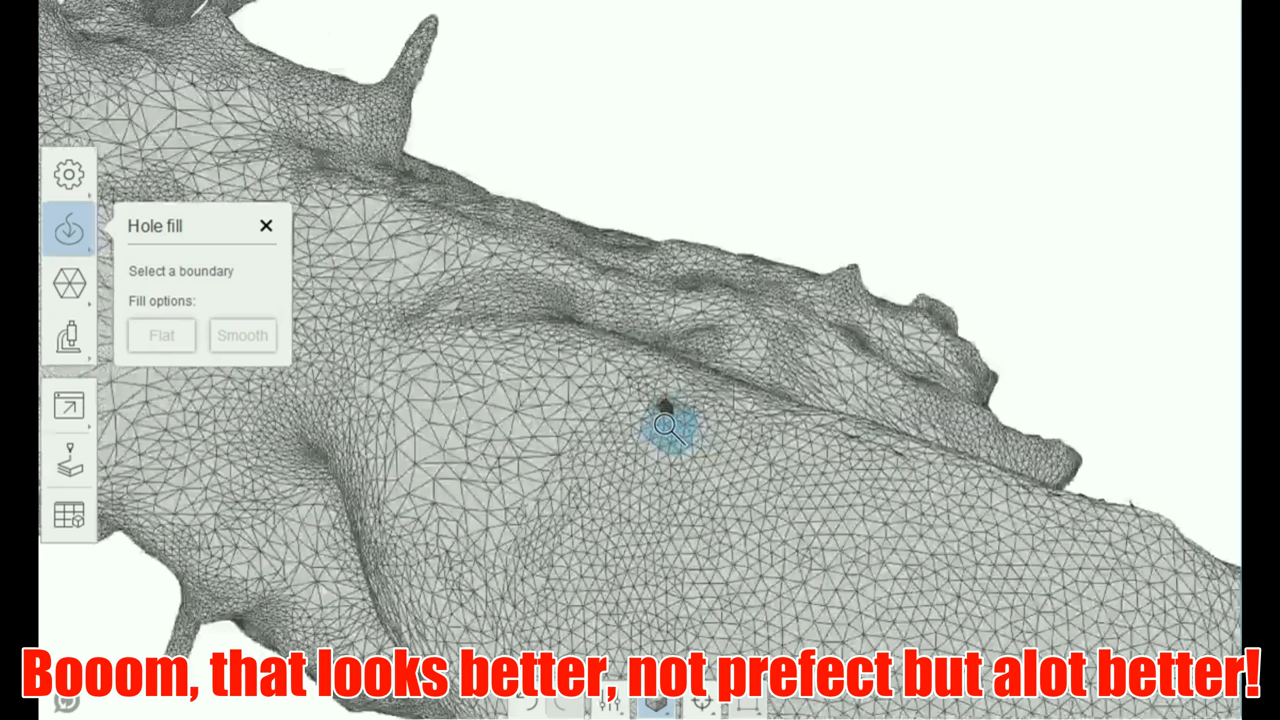 Hole fill
Select a boundary
Fill options:
Flat Smooth
Booom, that looks better, not prefect but alot better!